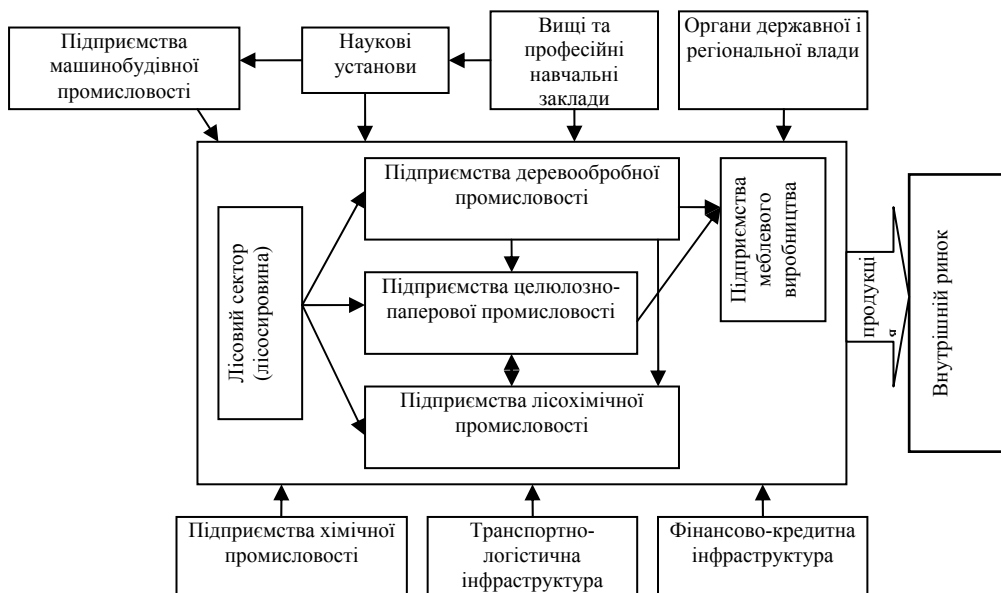 Підприємства
машинобудівної
промисловості
Наукові
установи
Вищі та
професійні
навчальні
заклади
Органи державної і
регіональної влади
Лісовий сектор
(лісосировина)
Підприємства деревообробної
промисловості
Підприємства целюлозно-
паперової промисловості
Підприємства лісохімічної
промисловості
Підприємства
меблевого
виробництва
продукці
я
Внутрішній ринок
Підприємства хімічної
промисловості
Транспортно-
логістична
інфраструктура
Фінансово-кредитна
інфраструктура